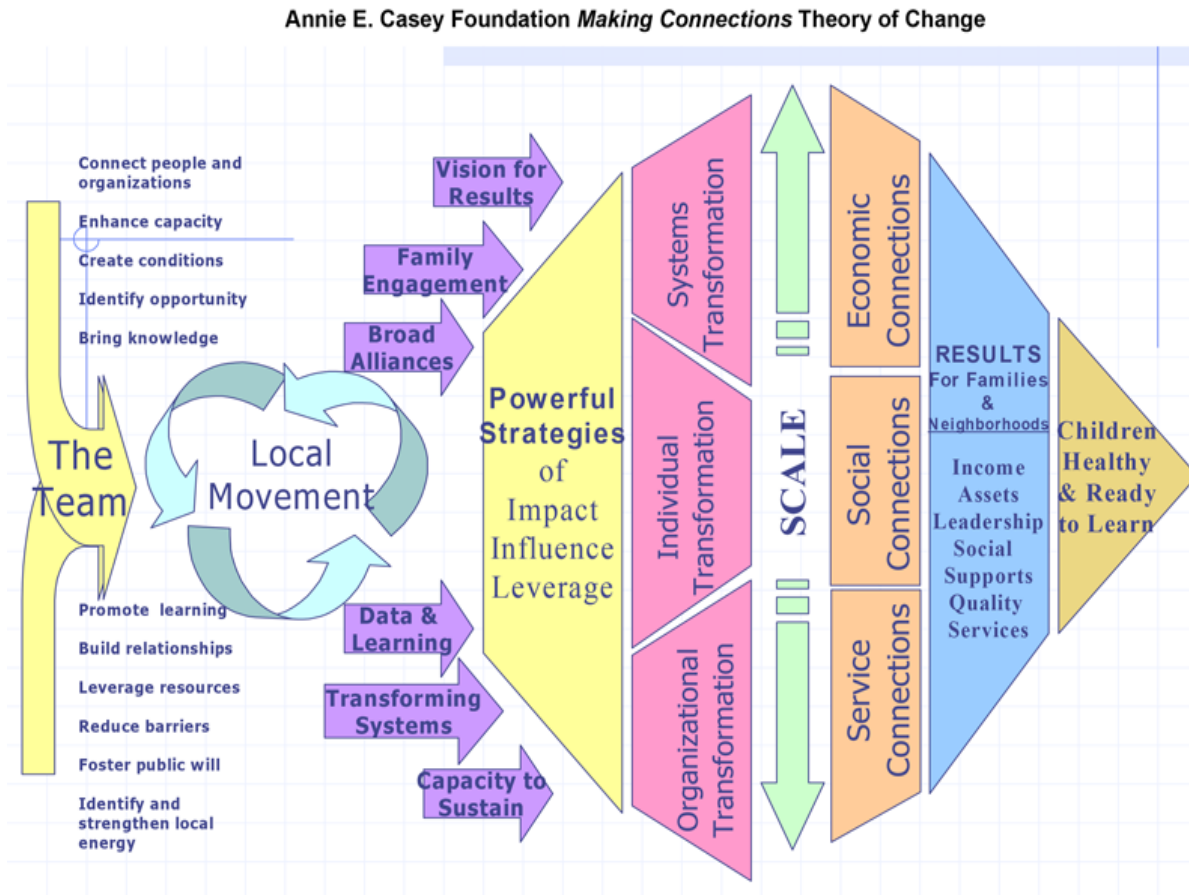 Annie E. Casey Foundation Making Connections Theory of Change
Connect people and
organizations
Enhance capacity
Create conditions
Identify opportunity
Bring knowledge
The
Team
Promote learning
Build relationships
Leverage resources
Reduce barriers
Foster public will
Identify and
strengthen local
energy
Local
Movement
Vision for
Results
Family
Engagement
Broad
Alliances
Data &
Learning
Transforming
Systems
Capacity to
Sustain
Powerful
Strategies
of
Impact
Influence
Leverage
Systems
Transformation
Individual
Transformation
Organizational
Transformation
SCALE
Economic
Connections
Social
Connections
Service
Connections
RESULTS
For Families
&
Neighborhoods
Income
Assets
Leadership
Social
Supports
Quality
Services
Children
Healthy
& Ready
to Learn